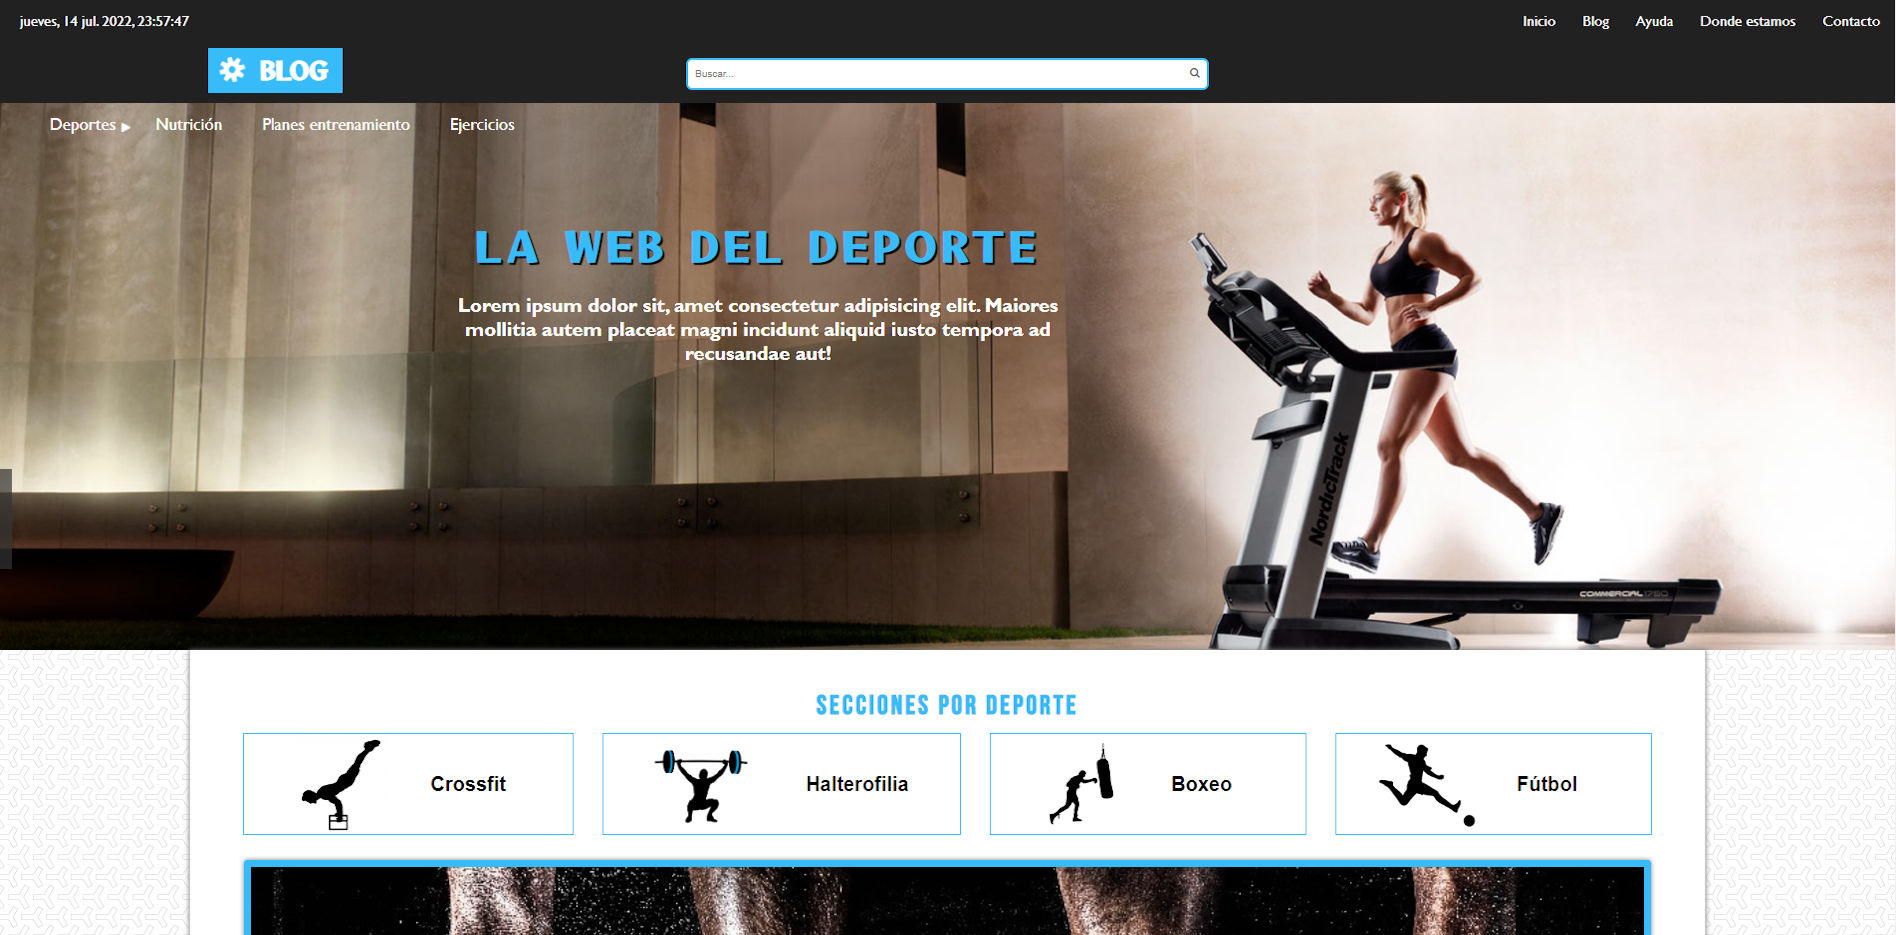 jueves, 14 jul. 2022, 23:57:47
Inicio Blog Ayuda Donde estamos Contacto
BLOG
Buscar...
Deportes ▶ Nutrición Planes entrenamiento Ejercicios
LA WEB DEL DEPORTE
Lorem ipsum dolor sit, amet consectetur adipisicing elit. Maiores
mollitia autem placeat magni incidunt aliquid iusto tempora ad
recusandae aut!
NordicTrack
COMMERCIAL 1750
SECCIONES POR DEPORTE
Crossfit
Halterofilia
Boxeo
Fútbol